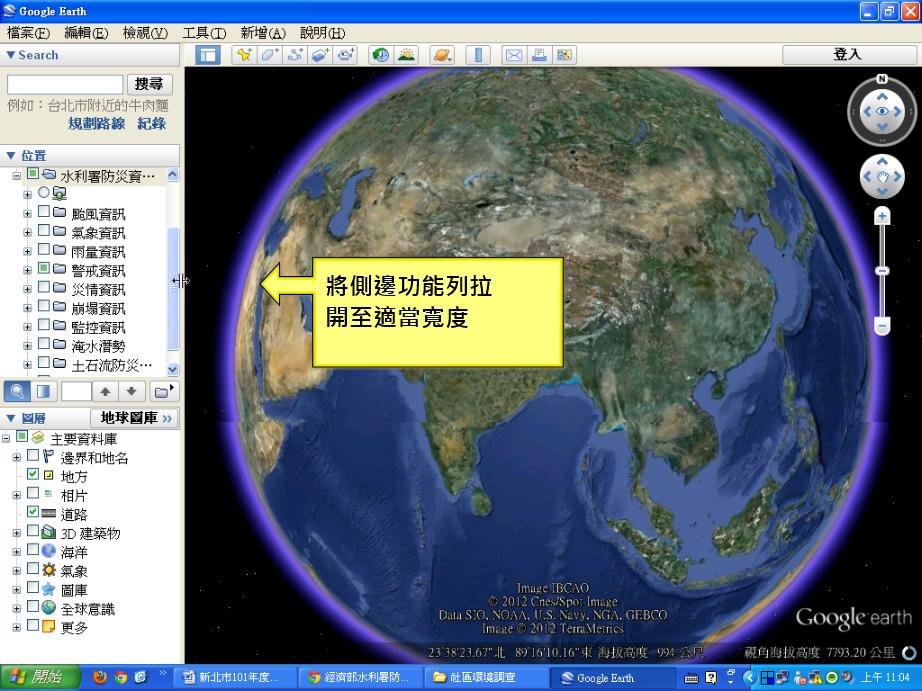 Google Earth
檔案(F) 編輯(E) 檢視(V) 工具(T) 新增(A) 說明(H)
Search
登入
N
搜尋
例如：台北市附近的牛肉麵
規劃路線 紀錄
位置
水利署防災資…
颱風資訊
氣象資訊
雨量資訊
警戒資訊
災情資訊
崩塌資訊
監控資訊
淹水潛勢
土石流防災…
將側邊功能列拉
開至適當寬度
圖層
地球圖庫 »
主要資料庫
邊界和地名
地方
相片
道路
3D 建築物
海洋
氣象
圖庫
全球意識
更多
Image IBCAO
© 2012 Cnes/Spot Image
Data SIO, NOAA, U.S. Navy, NGA, GEBCO
Image © 2012 TerraMetrics
Google earth
23°38'23.67"北 89°16'10.16"東 海拔高度 994 公尺
視角海拔高度 7793.20 公里
開始
新北市101年度...
經濟部水利署防...
社區環境調查
Google Earth
上午 11:04